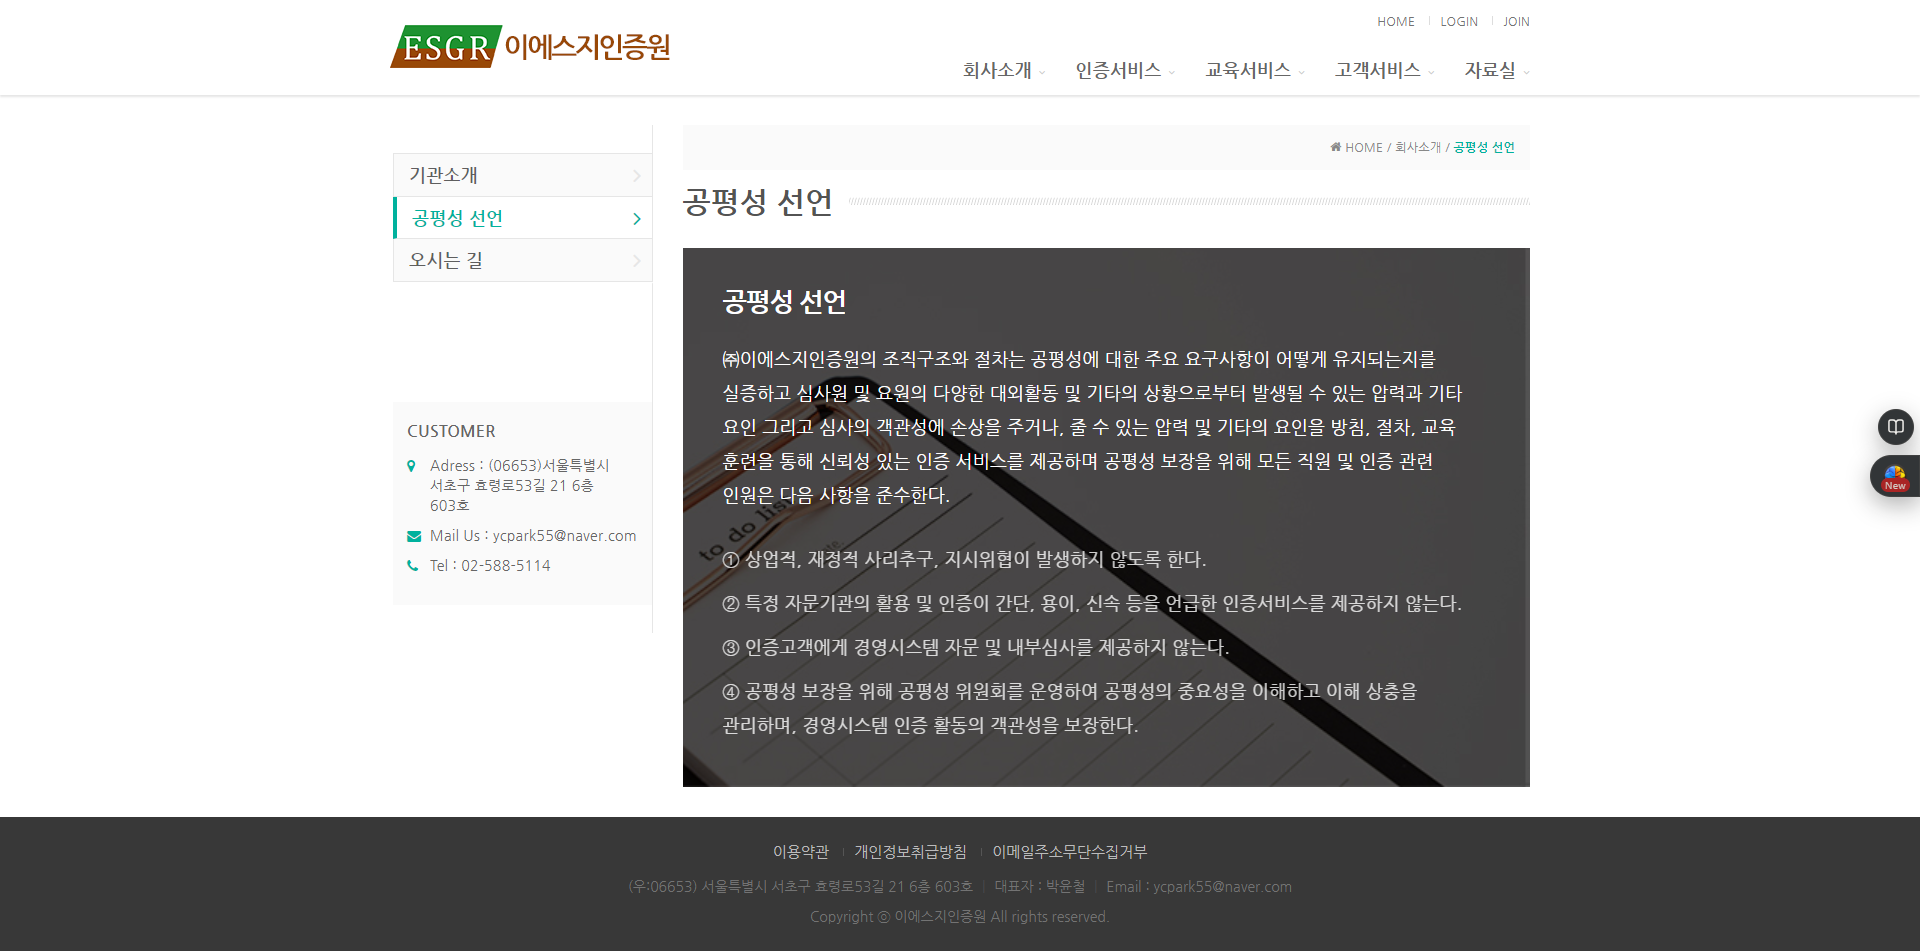 HOME LOGIN JOIN
ESGR 이에스지인증원
회사소개 인증서비스 교육서비스 고객서비스 자료실
HOME / 회사소개 / 공평성 선언
기관소개
공평성 선언
오시는 길
CUSTOMER
Adress : (06653)서울특별시
서초구 효령로53길 21 6층
603호
Mail Us : ycpark55@naver.com
Tel : 02-588-5114
공평성 선언
공평성 선언
㈜이에스지인증원의 조직구조와 절차는 공평성에 대한 주요 요구사항이 어떻게 유지되는지를
실증하고 심사원 및 요원의 다양한 대외활동 및 기타의 상황으로부터 발생될 수 있는 압력과 기타
요인 그리고 심사의 객관성에 손상을 주거나, 줄 수 있는 압력 및 기타의 요인을 방침, 절차, 교육
훈련을 통해 신뢰성 있는 인증 서비스를 제공하며 공평성 보장을 위해 모든 직원 및 인증 관련
인원은 다음 사항을 준수한다.
to do list
① 상업적, 재정적 사리추구, 지시위협이 발생하지 않도록 한다.
② 특정 자문기관의 활용 및 인증이 간단, 용이, 신속 등을 언급한 인증서비스를 제공하지 않는다.
③ 인증고객에게 경영시스템 자문 및 내부심사를 제공하지 않는다.
④ 공평성 보장을 위해 공평성 위원회를 운영하여 공평성의 중요성을 이해하고 이해 상충을
관리하며, 경영시스템 인증 활동의 객관성을 보장한다.
New
이용약관 개인정보취급방침 이메일주소무단수집거부
(우:06653) 서울특별시 서초구 효령로53길 21 6층 603호 대표자 : 박윤철 Email : ycpark55@naver.com
Copyright ⓒ 이에스지인증원 All rights reserved.